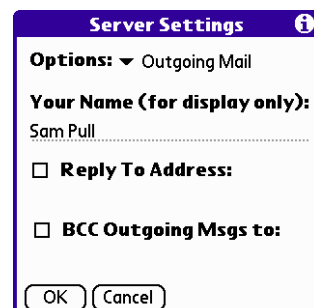 Server Settings
Options: Outgoing Mail
Your Name (for display only):
Sam Pull
Reply To Address:
BCC Outgoing Msgs to:
OK Cancel